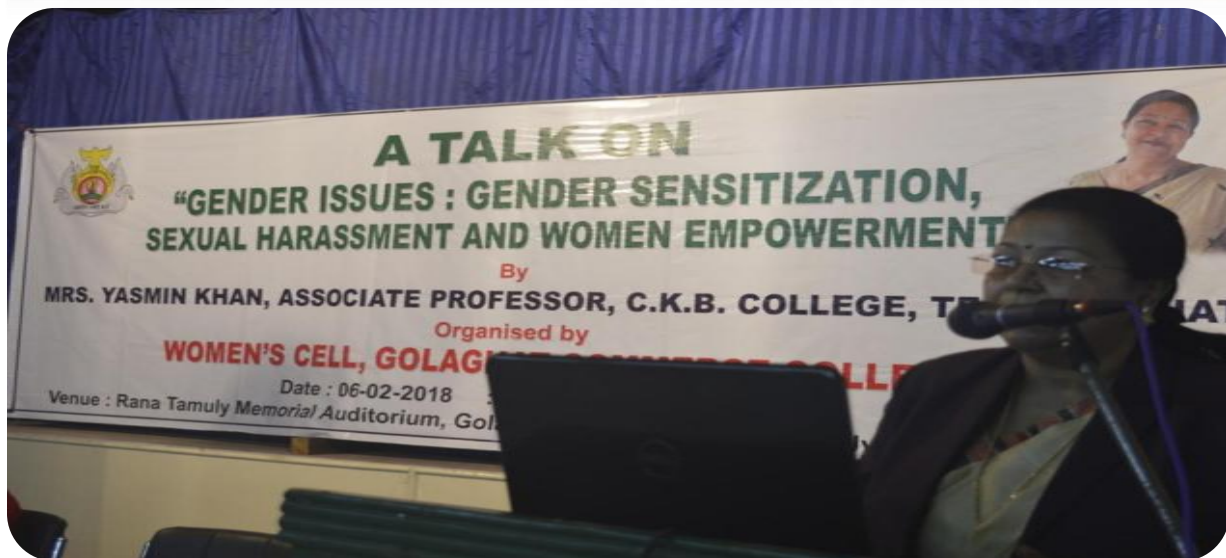 A TALK ON
“GENDER ISSUES : GENDER SENSITIZATION,
SEXUAL HARASSMENT AND WOMEN EMPOWERMENT”
By
MRS. YASMIN KHAN, ASSOCIATE PROFESSOR, C.K.B. COLLEGE,
Organised by
WOMEN'S CELL,
Date : 06-02-2018
Venue : Rana Tamuly Memorial Auditorium,